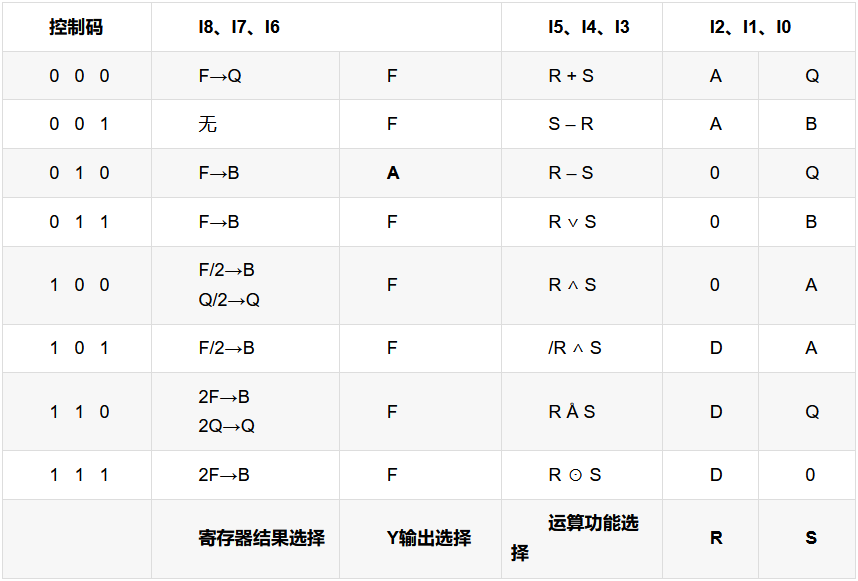 控制码 I8、I7、I6 I5、I4、I3 I2、I1、I0
0 0 0 F→Q F R + S A Q
0 0 1 无 F S – R A B
0 1 0 F→B A R – S 0 Q
0 1 1 F→B F R ∨ S 0 B
1 0 0 F/2→B Q/2→Q F R ∧ S 0 A
1 0 1 F/2→B F /R ∧ S D A
1 1 0 2F→B 2Q→Q F R Å S D Q
1 1 1 2F→B F R ⊙ S D 0
寄存器结果选择 Y输出选择 运算功能选择 R S